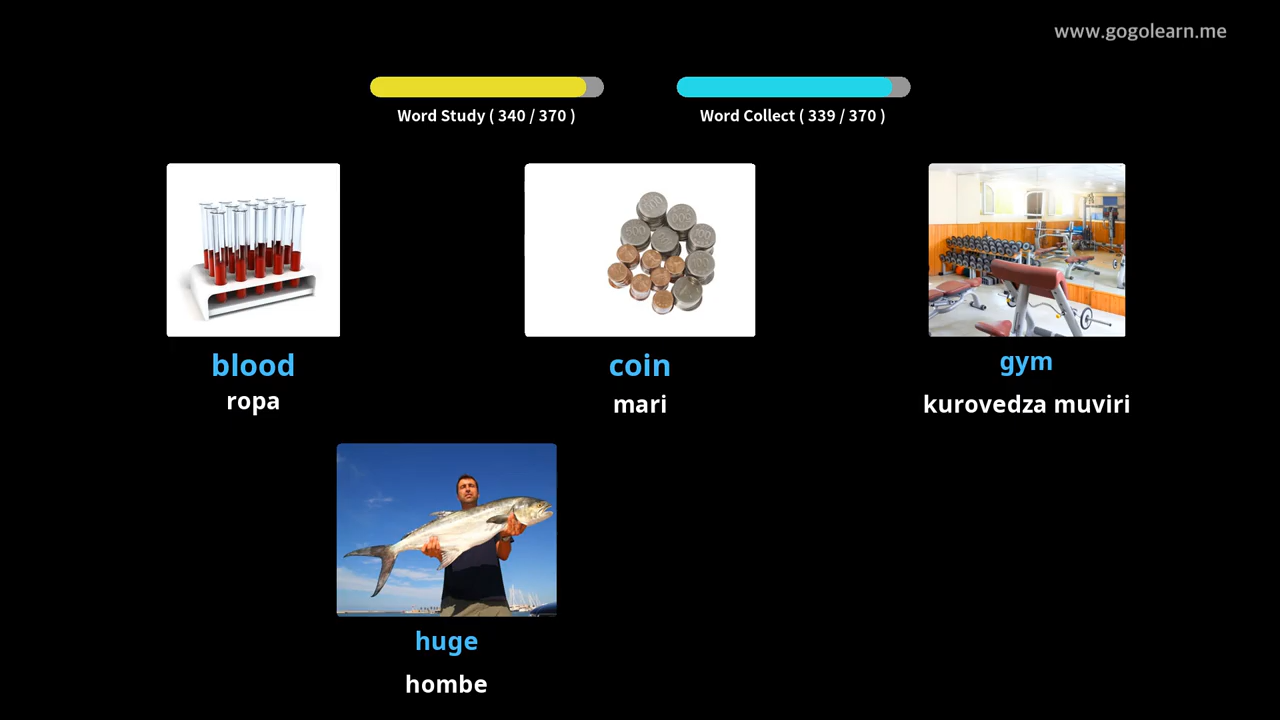 www.gogolearn.me
Word Study ( 340 / 370 )
Word Collect ( 339 / 370 )
blood
ropa
coin
mari
gym
kurovedza muviri
huge
hombe